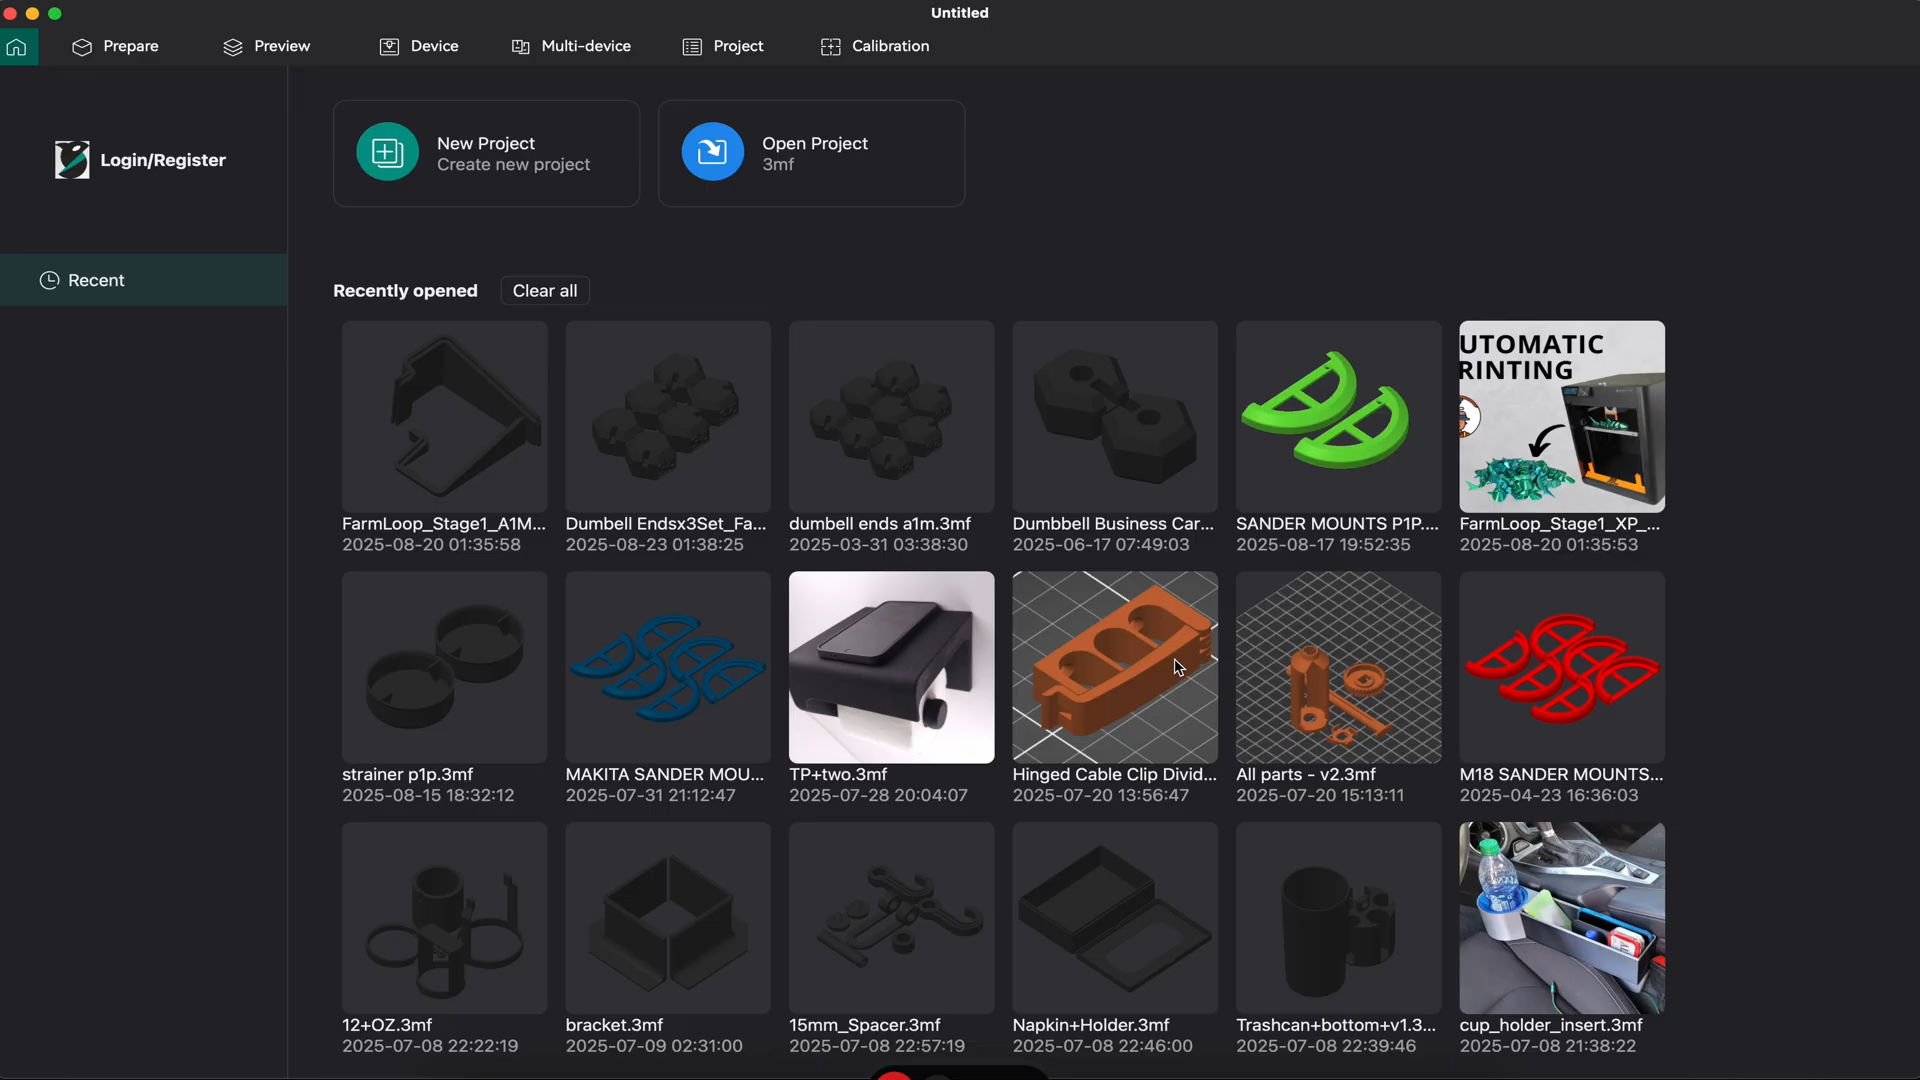 Untitled
Prepare
Preview
Device
Multi-device
Project
Calibration
Login/Register
New Project
Create new project
Open Project
3mf
Recent
Recently opened
Clear all
UTOMATIC
RINTING
FarmLoop_Stage1_A1M...
2025-08-20 01:35:58
Dumbell Endsx3Set_Fa...
2025-08-23 01:38:25
dumbell ends a1m.3mf
2025-03-31 03:38:30
Dumbbell Business Car...
2025-06-17 07:49:03
SANDER MOUNTS P1P....
2025-08-17 19:52:35
FarmLoop_Stage1_XP_...
2025-08-20 01:35:53
strainer p1p.3mf
2025-08-15 18:32:12
MAKITA SANDER MOU...
2025-07-31 21:12:47
TP+two.3mf
2025-07-28 20:04:07
Hinged Cable Clip Divid...
2025-07-20 13:56:47
All parts - v2.3mf
2025-07-20 15:13:11
M18 SANDER MOUNTS...
2025-04-23 16:36:03
12+OZ.3mf
2025-07-08 22:22:19
bracket.3mf
2025-07-09 02:31:00
15mm_Spacer.3mf
2025-07-08 22:57:19
Napkin+Holder.3mf
2025-07-08 22:46:00
Trashcan+bottom+v1.3...
2025-07-08 22:39:46
cup_holder_insert.3mf
2025-07-08 21:38:22